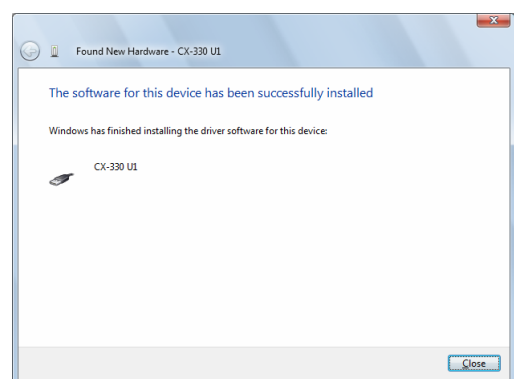 Found New Hardware - CX-330 U1
The software for this device has been successfully installed
Windows has finished installing the driver software for this device:
CX-330 U1
Close